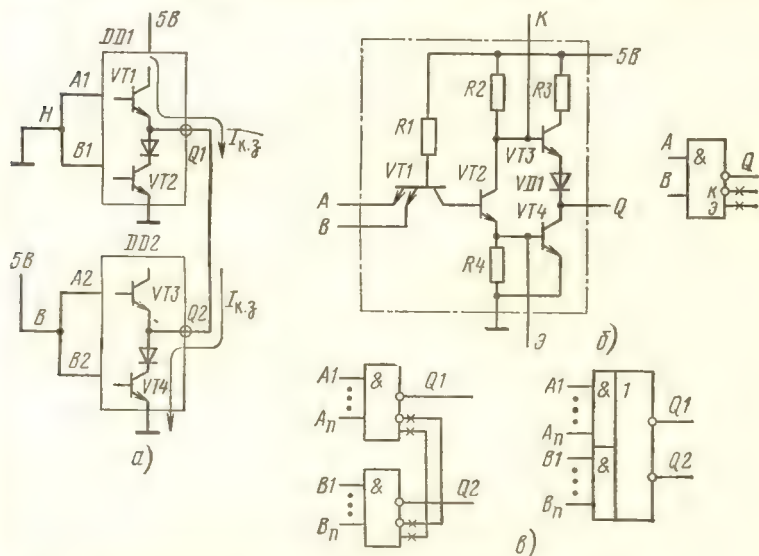 5В
DD1
VT1
A1
H
B1
Q1
Iк.з
VT2
DD2
5В
A2
VT3
В
B2
Q2
Iк.з
VT4
а)
К
5В
R2
R3
R1
VT3
VT1
VT2
VD1
A
B
VT4
Q
R4
Э
б)
A
B
&
Q
К
Э
A1
An
&
Q1
B1
Bn
&
Q2
A1
An
B1
Bn
&
&
1
Q1
Q2
в)